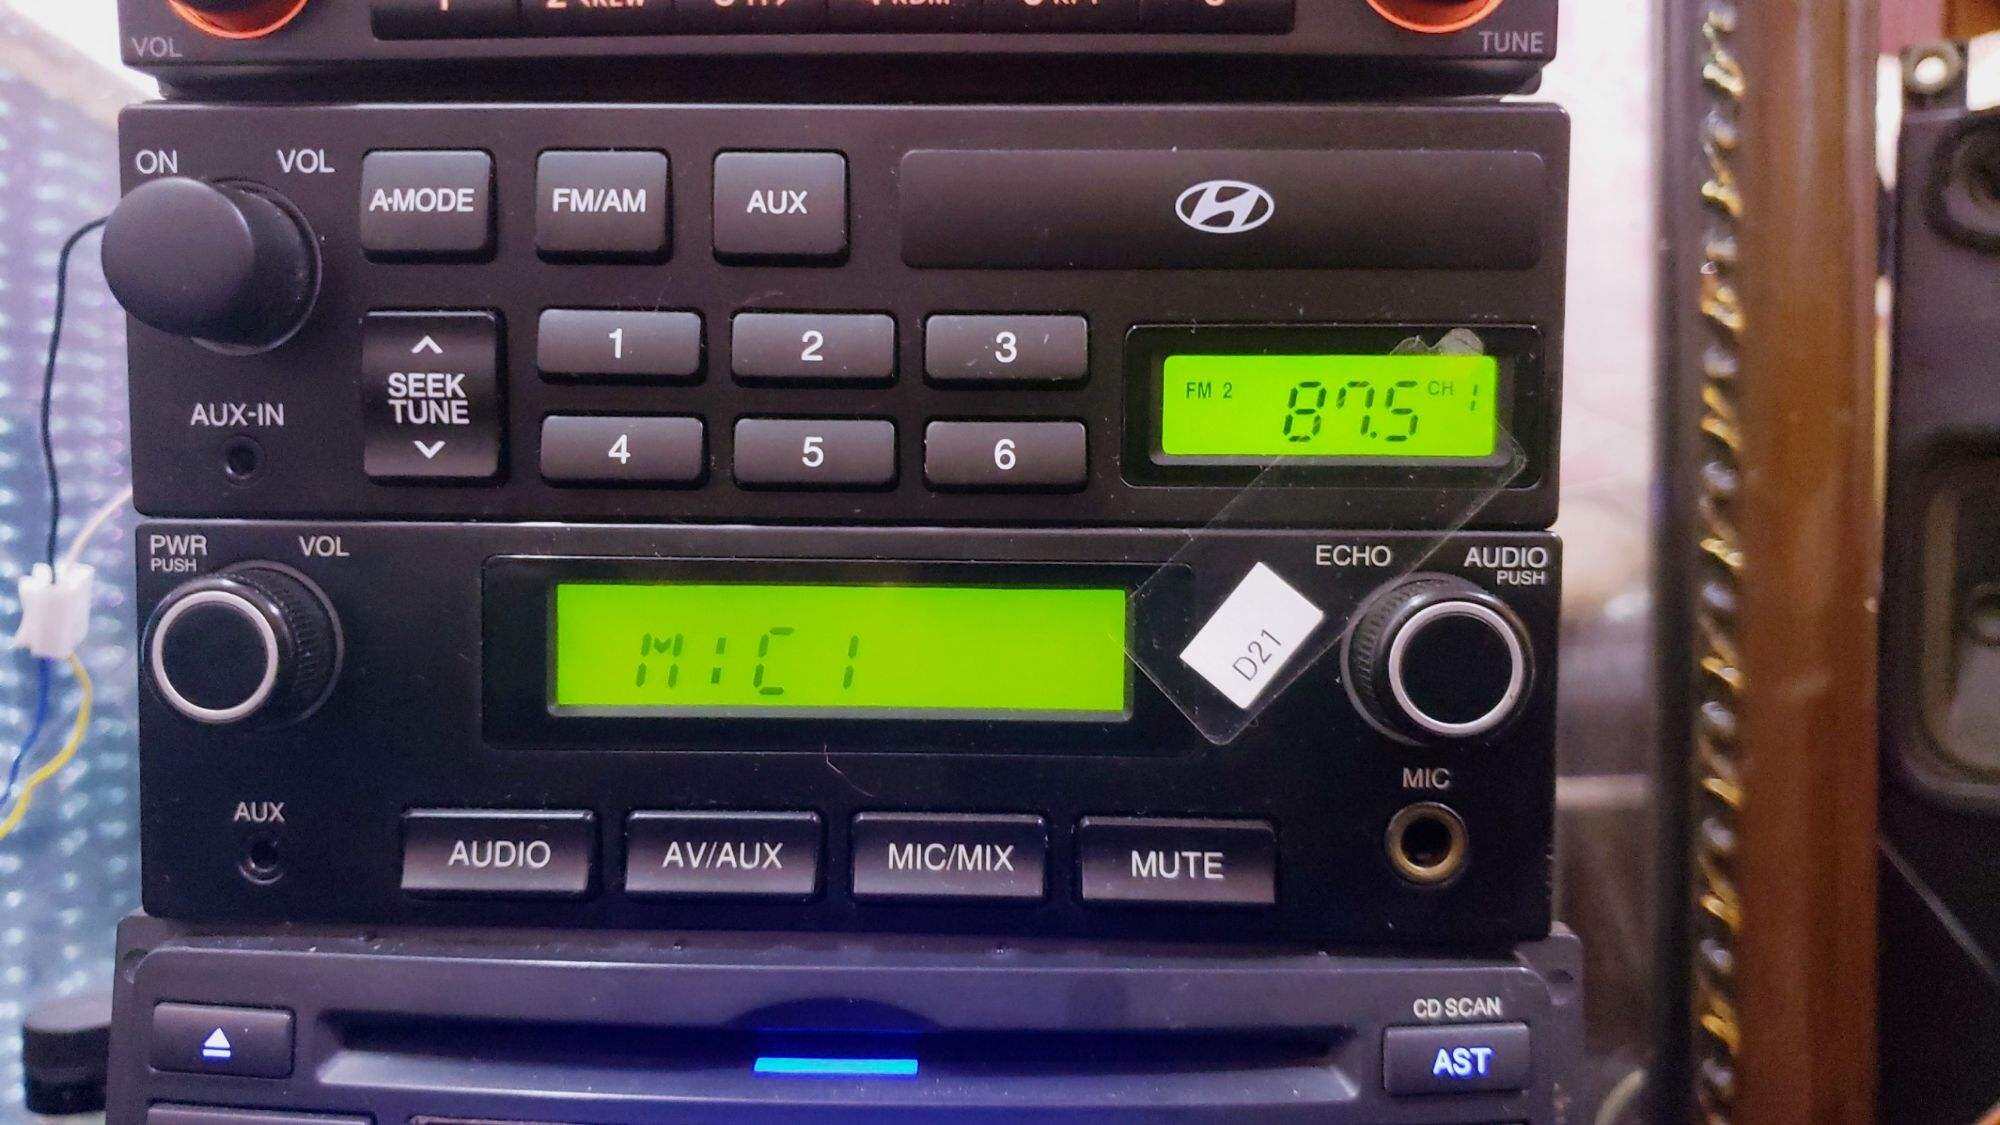 VOL
TUNE
ON
VOL
A·MODE
FM/AM
AUX
SEEK
TUNE
AUX-IN
1
2
3
4
5
6
FM 2
87.5
CH 1
PWR
PUSH
VOL
MIC1
D21
ECHO
AUDIO
PUSH
AUX
AUDIO
AV/AUX
MIC/MIX
MUTE
MIC
CD SCAN
AST